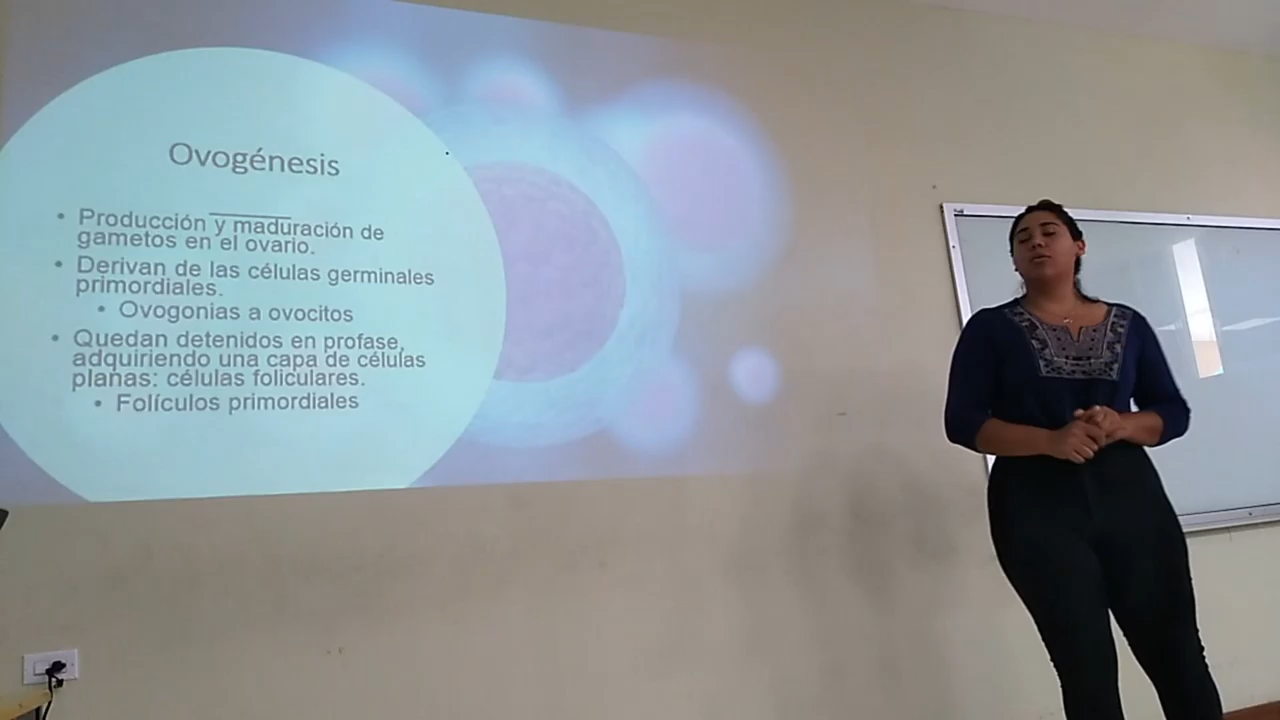 Ovogénesis
• Producción y maduración de
gametos en el ovario.
• Derivan de las células germinales
primordiales.
• Ovogonias a ovocitos
• Quedan detenidos en profase,
adquiriendo una capa de células
planas: células foliculares.
• Folículos primordiales